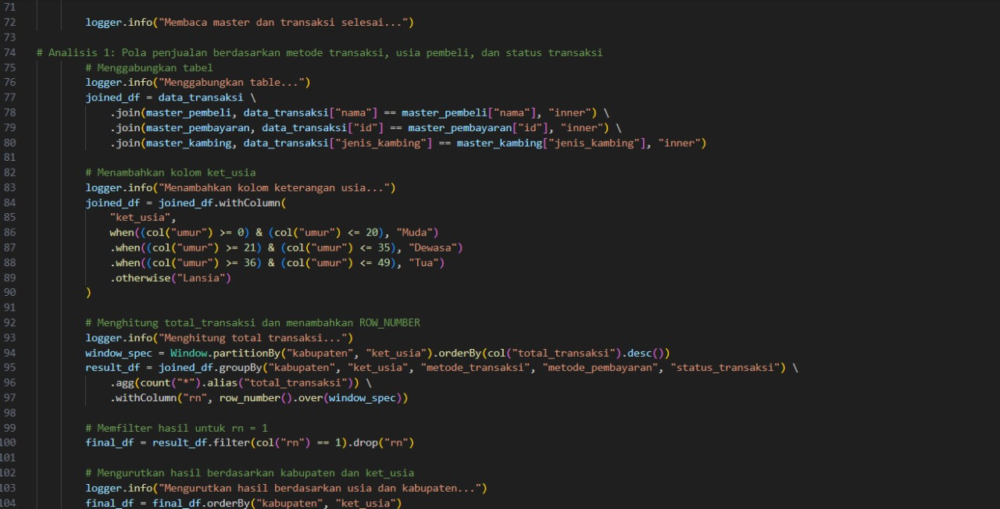 71
72 logger.info("Membaca master dan transaksi selesai...")
73
74 # Analisis 1: Pola penjualan berdasarkan metode transaksi, usia pembeli, dan status transaksi
75 # Menggabungkan tabel
76 logger.info("Menggabungkan table...")
77 joined_df = data_transaksi \
78 .join(master_pembeli, data_transaksi["nama"] == master_pembeli["nama"], "inner") \
79 .join(master_pembayaran, data_transaksi["id"] == master_pembayaran["id"], "inner") \
80 .join(master_kambing, data_transaksi["jenis_kambing"] == master_kambing["jenis_kambing"], "inner")
81
82 # Menambahkan kolom ket_usia
83 logger.info("Menambahkan kolom keterangan usia...")
84 joined_df = joined_df.withColumn(
85 "ket_usia",
86 when((col("umur") >= 0) & (col("umur") <= 20), "Muda")
87 .when((col("umur") >= 21) & (col("umur") <= 35), "Dewasa")
88 .when((col("umur") >= 36) & (col("umur") <= 49), "Tua")
89 .otherwise("Lansia")
90 )
91
92 # Menghitung total_transaksi dan menambahkan ROW_NUMBER
93 logger.info("Menghitung total transaksi...")
94 window_spec = Window.partitionBy("kabupaten", "ket_usia").orderBy(col("total_transaksi").desc())
95 result_df = joined_df.groupBy("kabupaten", "ket_usia", "metode_transaksi", "metode_pembayaran", "status_transaksi") \
96 .agg(count("*").alias("total_transaksi")) \
97 .withColumn("rn", row_number().over(window_spec))
98
99 # Memfilter hasil untuk rn = 1
100 final_df = result_df.filter(col("rn") == 1).drop("rn")
101
102 # Mengurutkan hasil berdasarkan kabupaten dan ket_usia
103 logger.info("Mengurutkan hasil berdasarkan usia dan kabupaten...")
104 final_df = final_df.orderBy("kabupaten", "ket_usia")